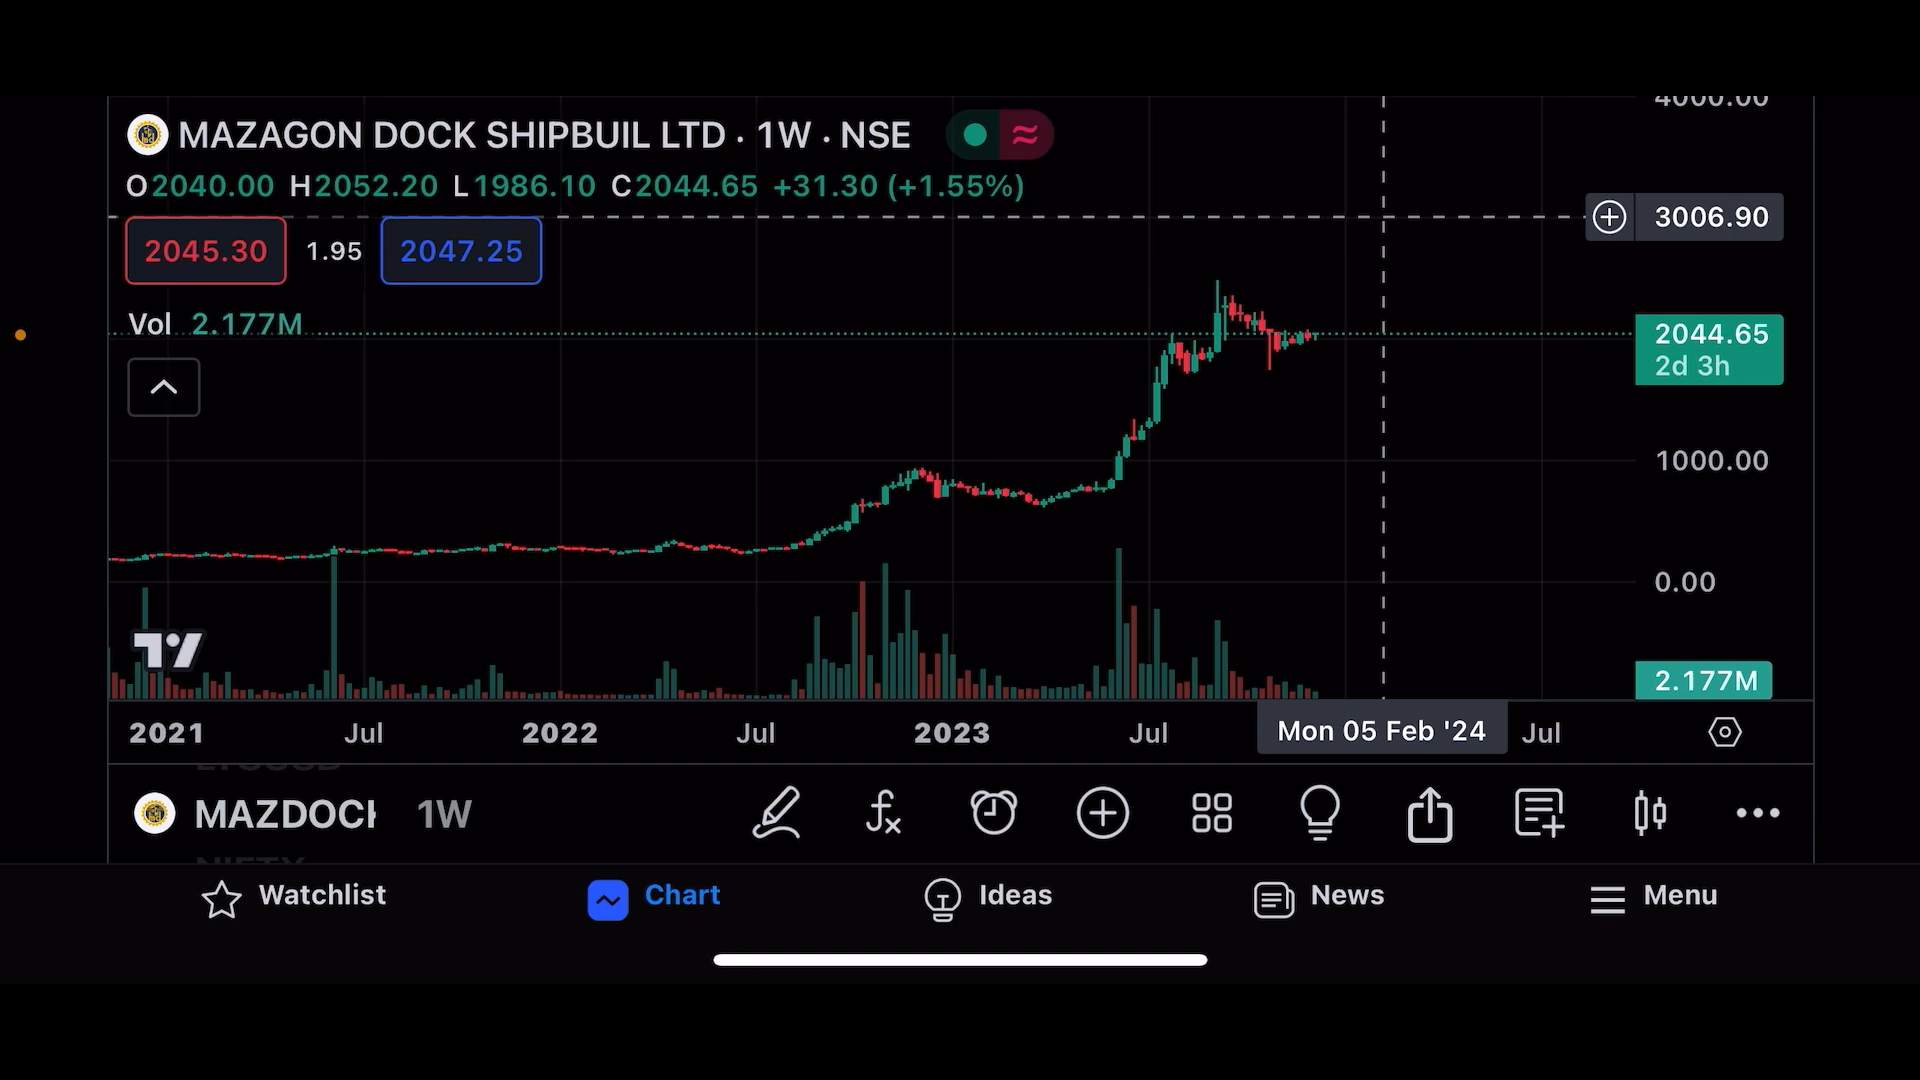 4000.00
MAZAGON DOCK SHIPBUIL LTD · 1W · NSE
O2040.00 H2052.20 L1986.10 C2044.65 +31.30 (+1.55%)
3006.90
2045.30 1.95 2047.25
Vol 2.177M
2044.65
2d 3h
1000.00
0.00
2.177M
2021 Jul 2022 Jul 2023 Jul Mon 05 Feb '24 Jul
MAZDOCK 1W
NIFTY
Watchlist Chart Ideas News Menu